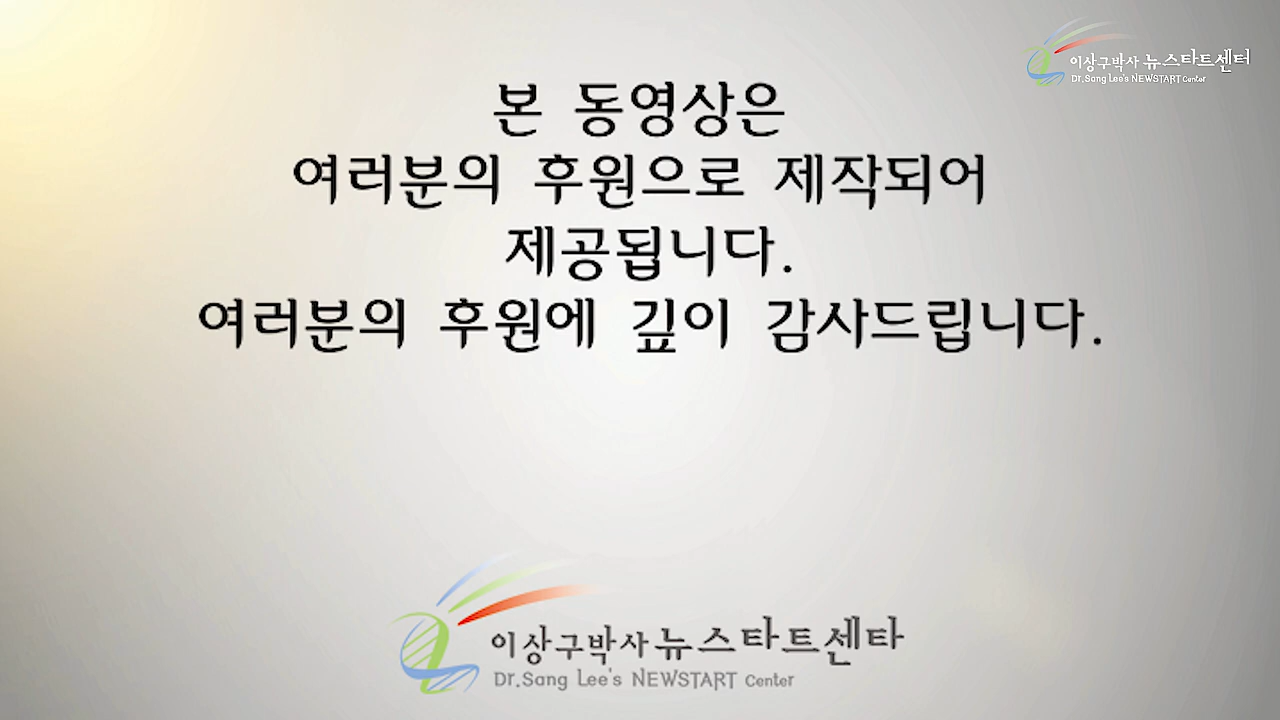 이상구박사 뉴스타트센터
Dr.Sang Lee's NEWSTART Center
본 동영상은
여러분의 후원으로 제작되어
제공됩니다.
여러분의 후원에 깊이 감사드립니다.
이상구박사 뉴스타트센타
Dr.Sang Lee's NEWSTART Center